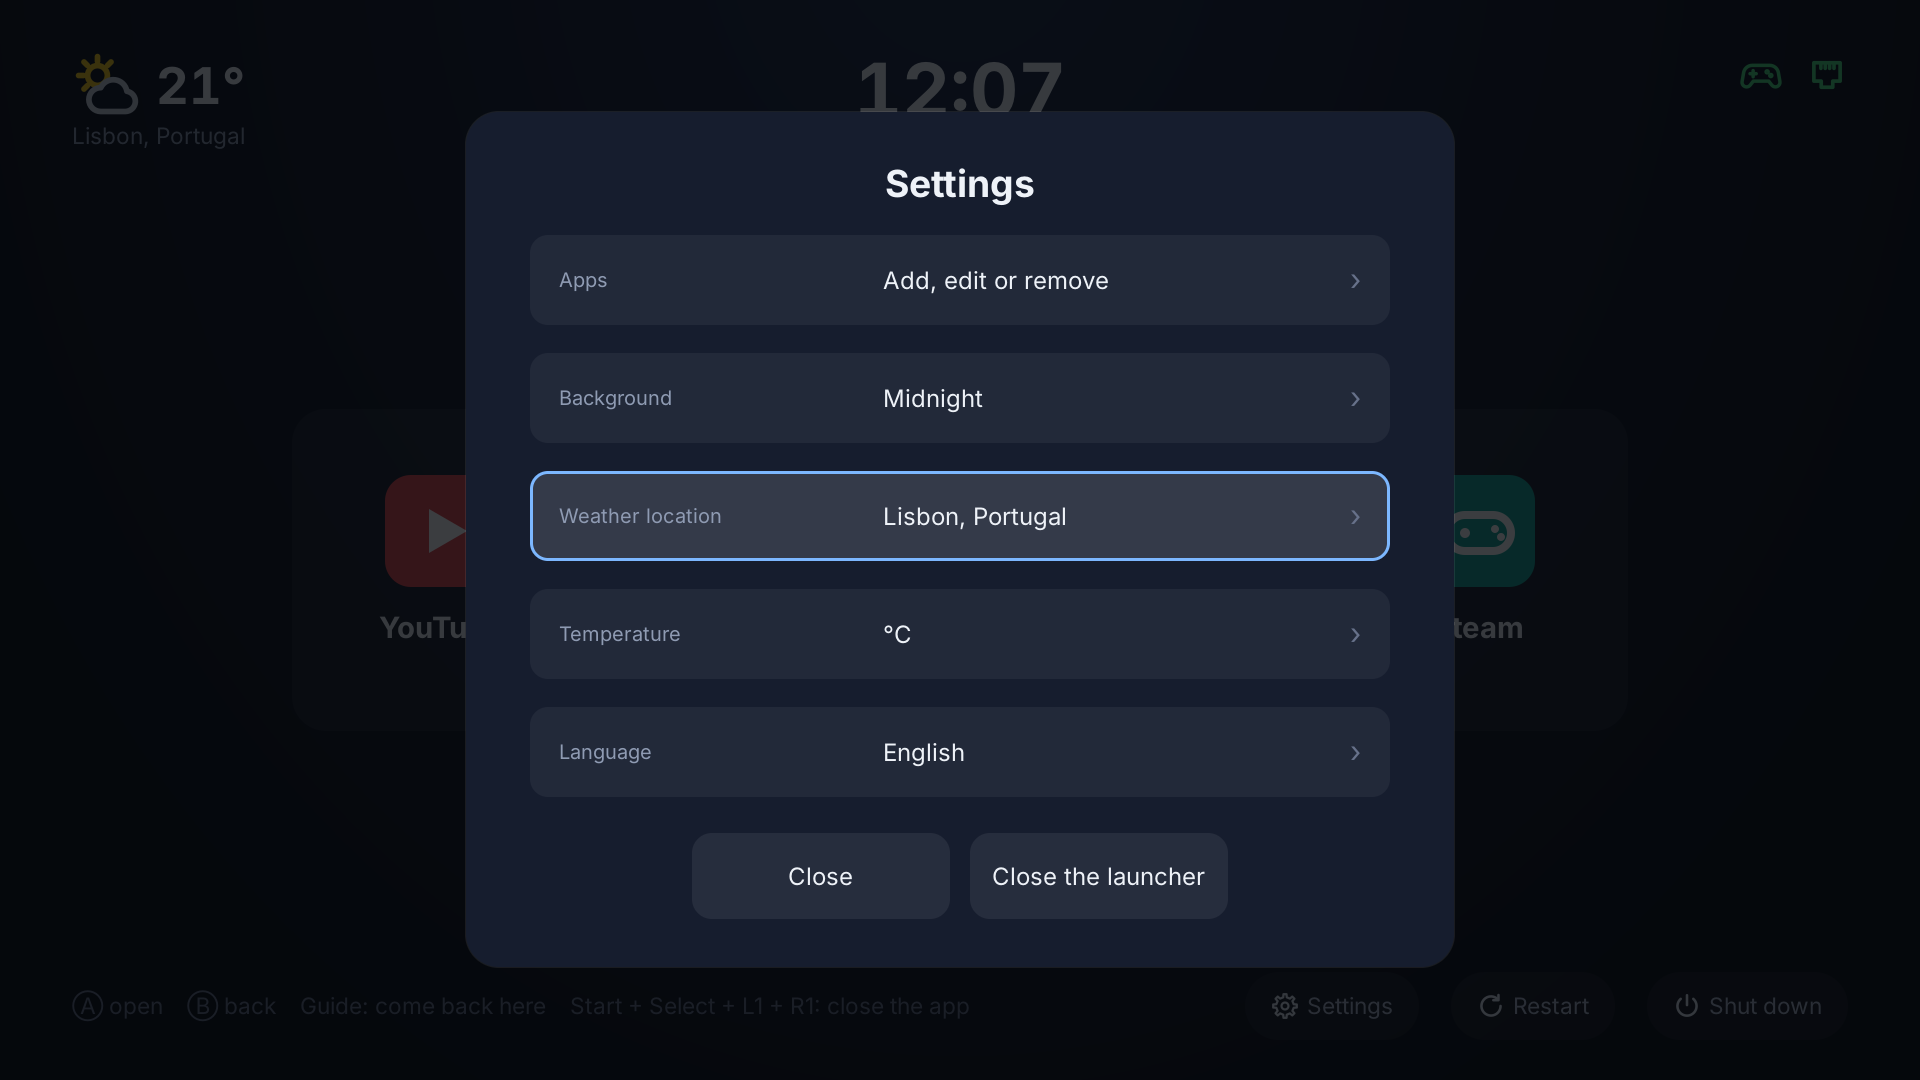 21°
Lisbon, Portugal
12:07
Settings
Apps Add, edit or remove
Background Midnight
Weather location Lisbon, Portugal
Temperature °C
Language English
Close Close the launcher
YouTu
team
A open B back Guide: come back here Start + Select + L1 + R1: close the app Settings Restart Shut down